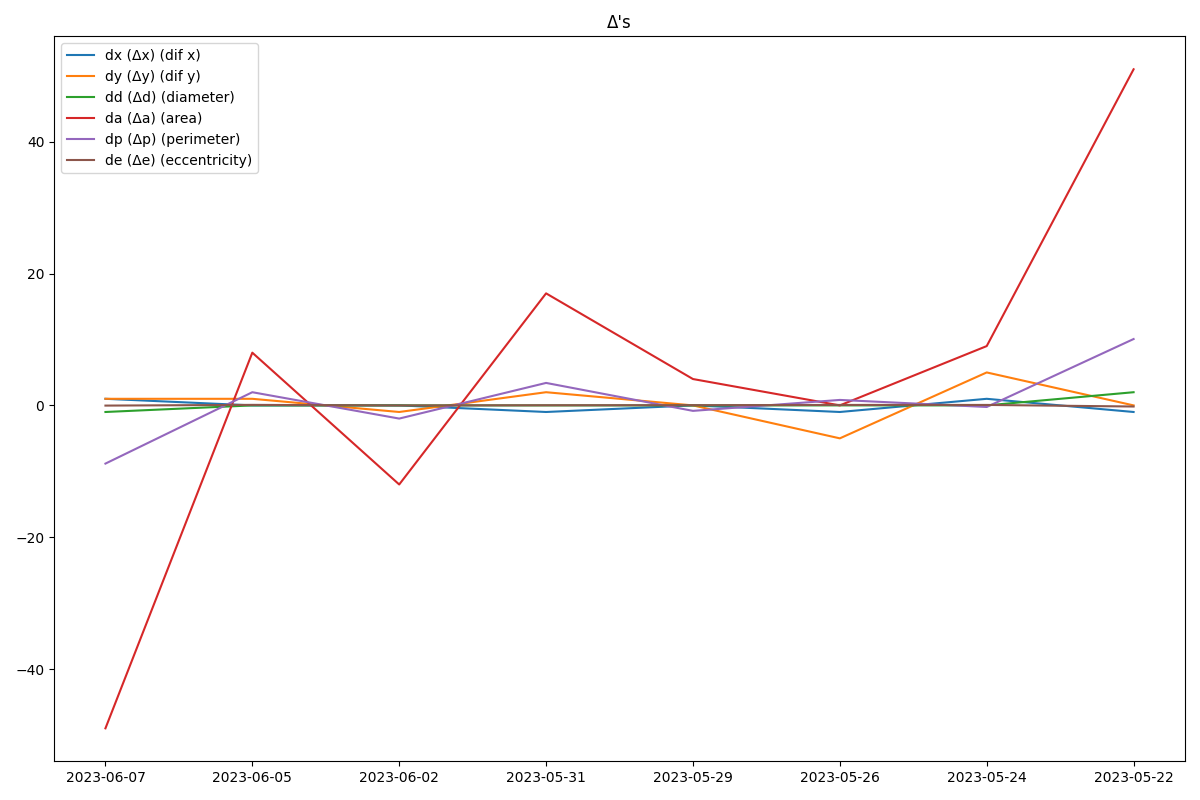 Δ's
dx (Δx) (dif x)
dy (Δy) (dif y)
dd (Δd) (diameter)
da (Δa) (area)
dp (Δp) (perimeter)
de (Δe) (eccentricity)
40
20
0
−20
−40
2023-06-07 2023-06-05 2023-06-02 2023-05-31 2023-05-29 2023-05-26 2023-05-24 2023-05-22